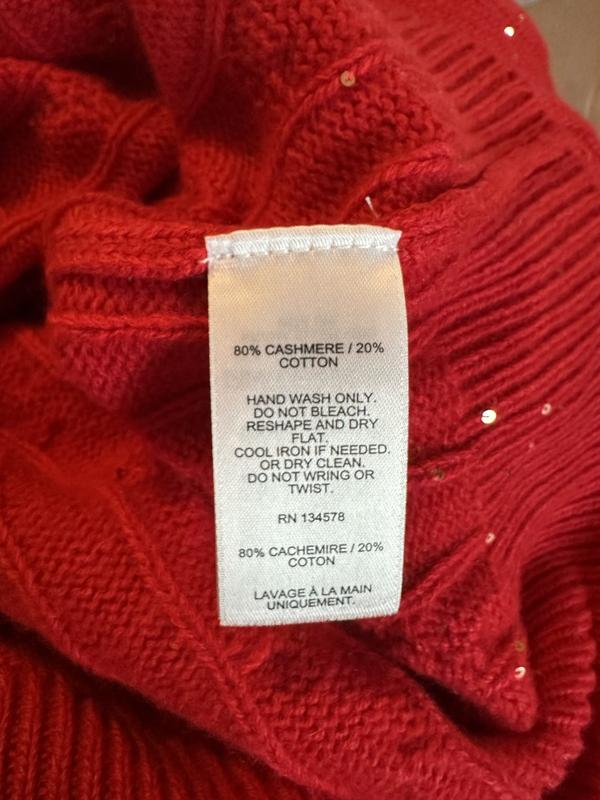 80% CASHMERE / 20%
COTTON
HAND WASH ONLY.
DO NOT BLEACH.
RESHAPE AND DRY
FLAT.
COOL IRON IF NEEDED.
OR DRY CLEAN.
DO NOT WRING OR
TWIST.
RN 134578
80% CACHEMIRE / 20%
COTON
LAVAGE À LA MAIN
UNIQUEMENT.